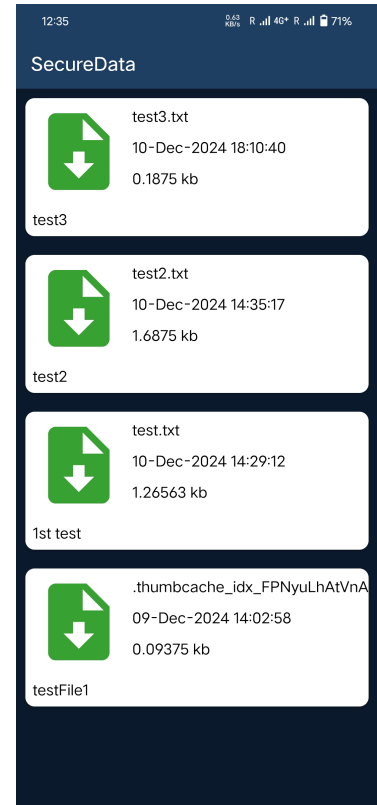 12:35
0.63 KB/s R 4G+ R 71%
SecureData
test3.txt
10-Dec-2024 18:10:40
0.1875 kb
test3
test2.txt
10-Dec-2024 14:35:17
1.6875 kb
test2
test.txt
10-Dec-2024 14:29:12
1.26563 kb
1st test
.thumbcache_idx_FPNyuLhAtVnA
09-Dec-2024 14:02:58
0.09375 kb
testFile1